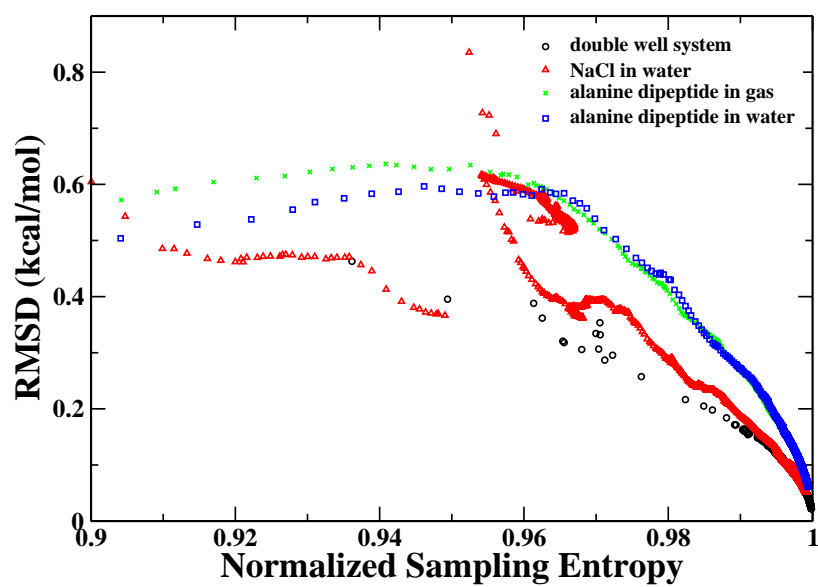 double well system
NaCl in water
alanine dipeptide in gas
alanine dipeptide in water
RMSD (kcal/mol)
0.8
0.6
0.4
0.2
0
0.9
0.92
0.94
0.96
0.98
1
Normalized Sampling Entropy